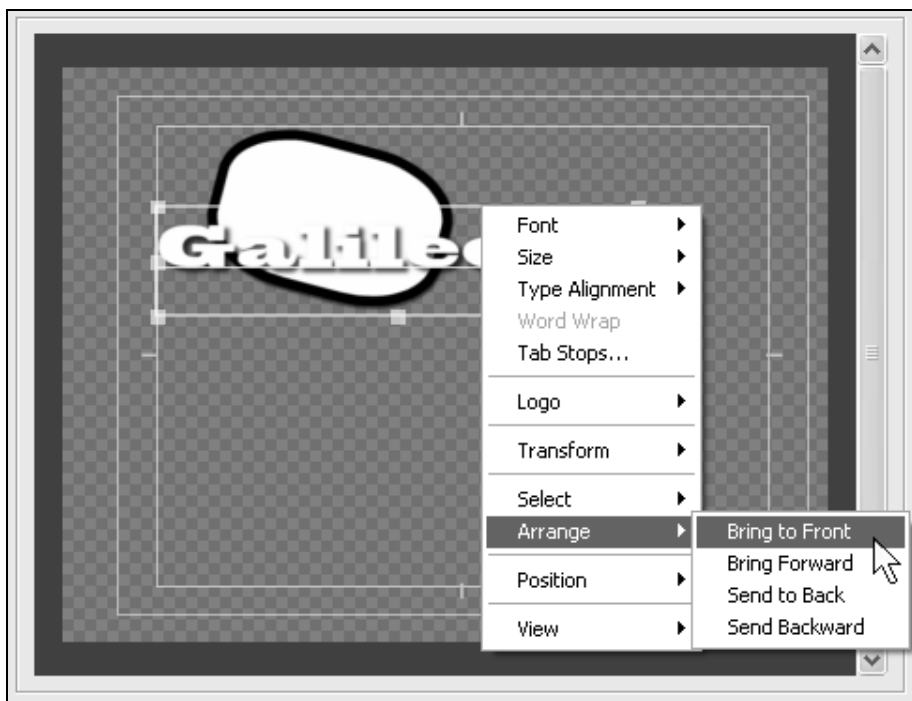 Galileo
Font
Size
Type Alignment
Word Wrap
Tab Stops...
Logo
Transform
Select
Arrange
Position
View
Bring to Front
Bring Forward
Send to Back
Send Backward